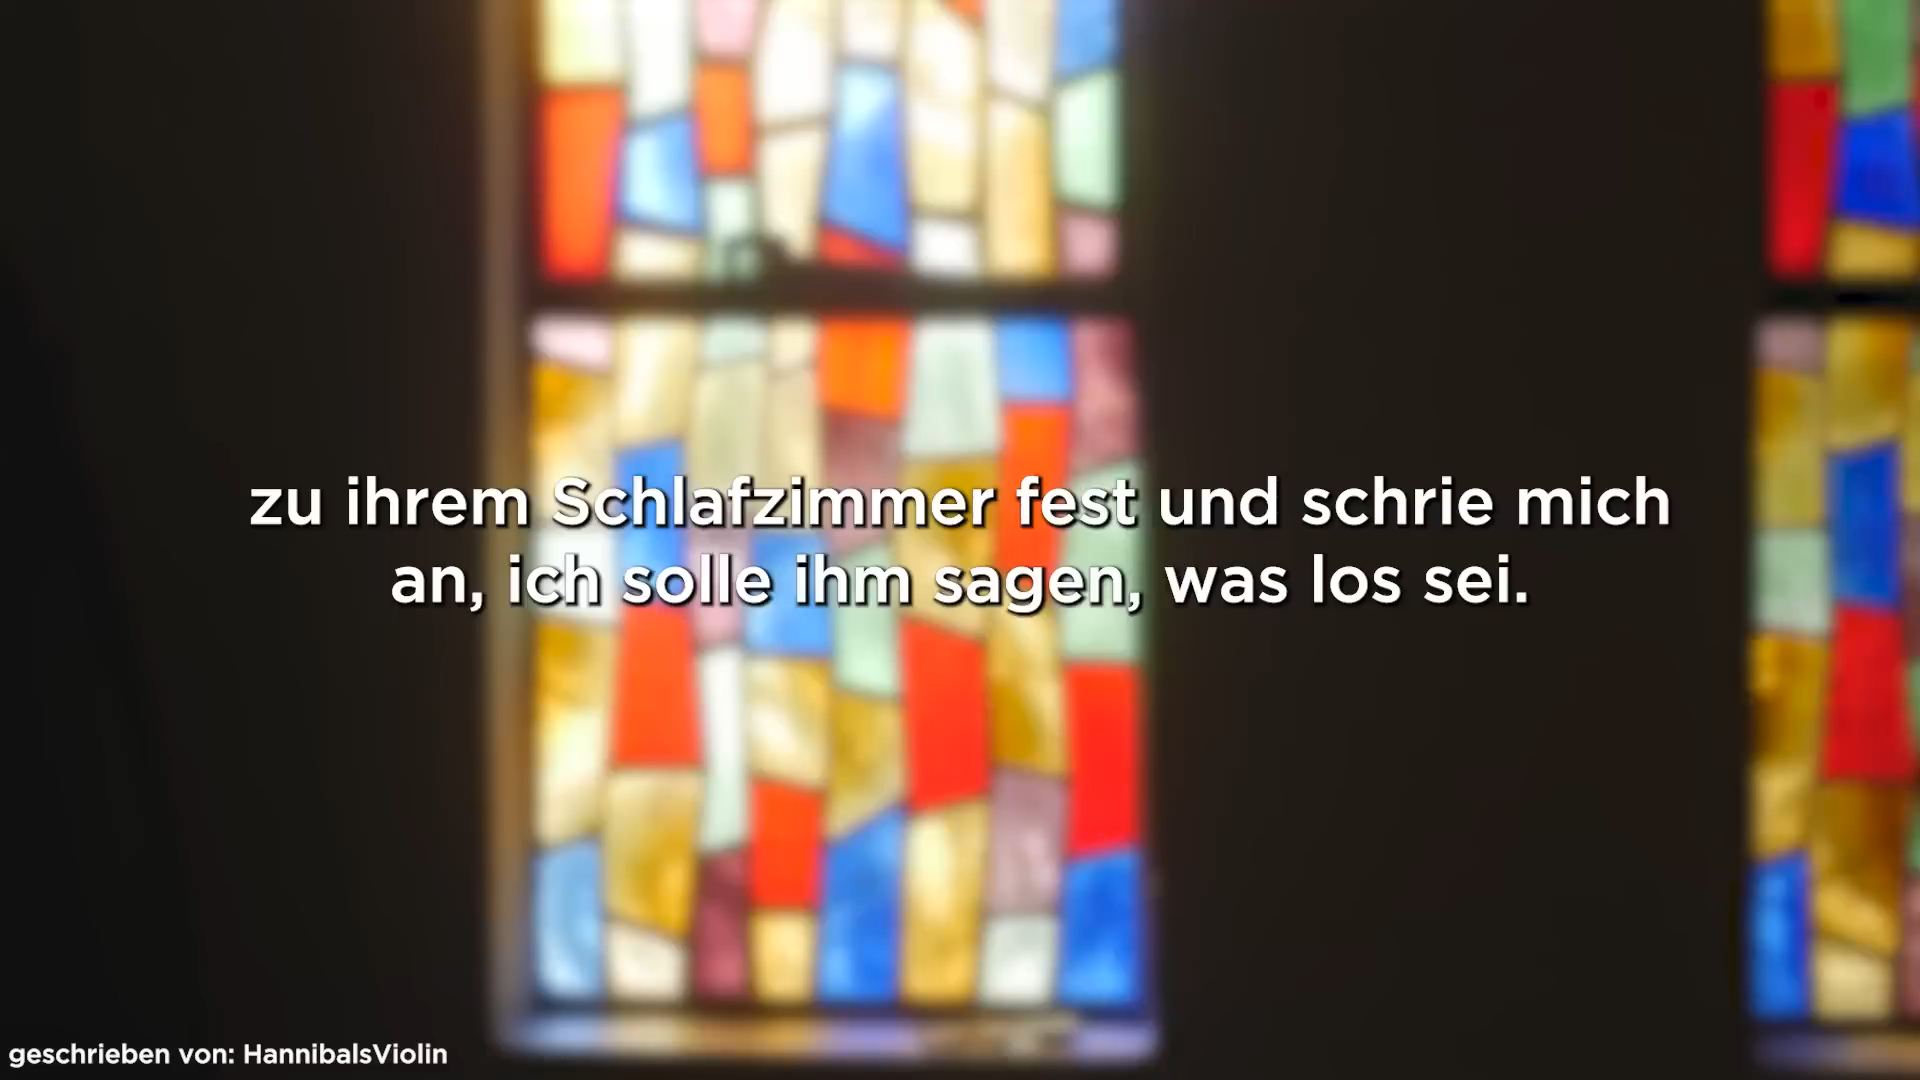 zu ihrem Schlafzimmer fest und schrie mich
an, ich solle ihm sagen, was los sei.
geschrieben von: HannibalsViolin